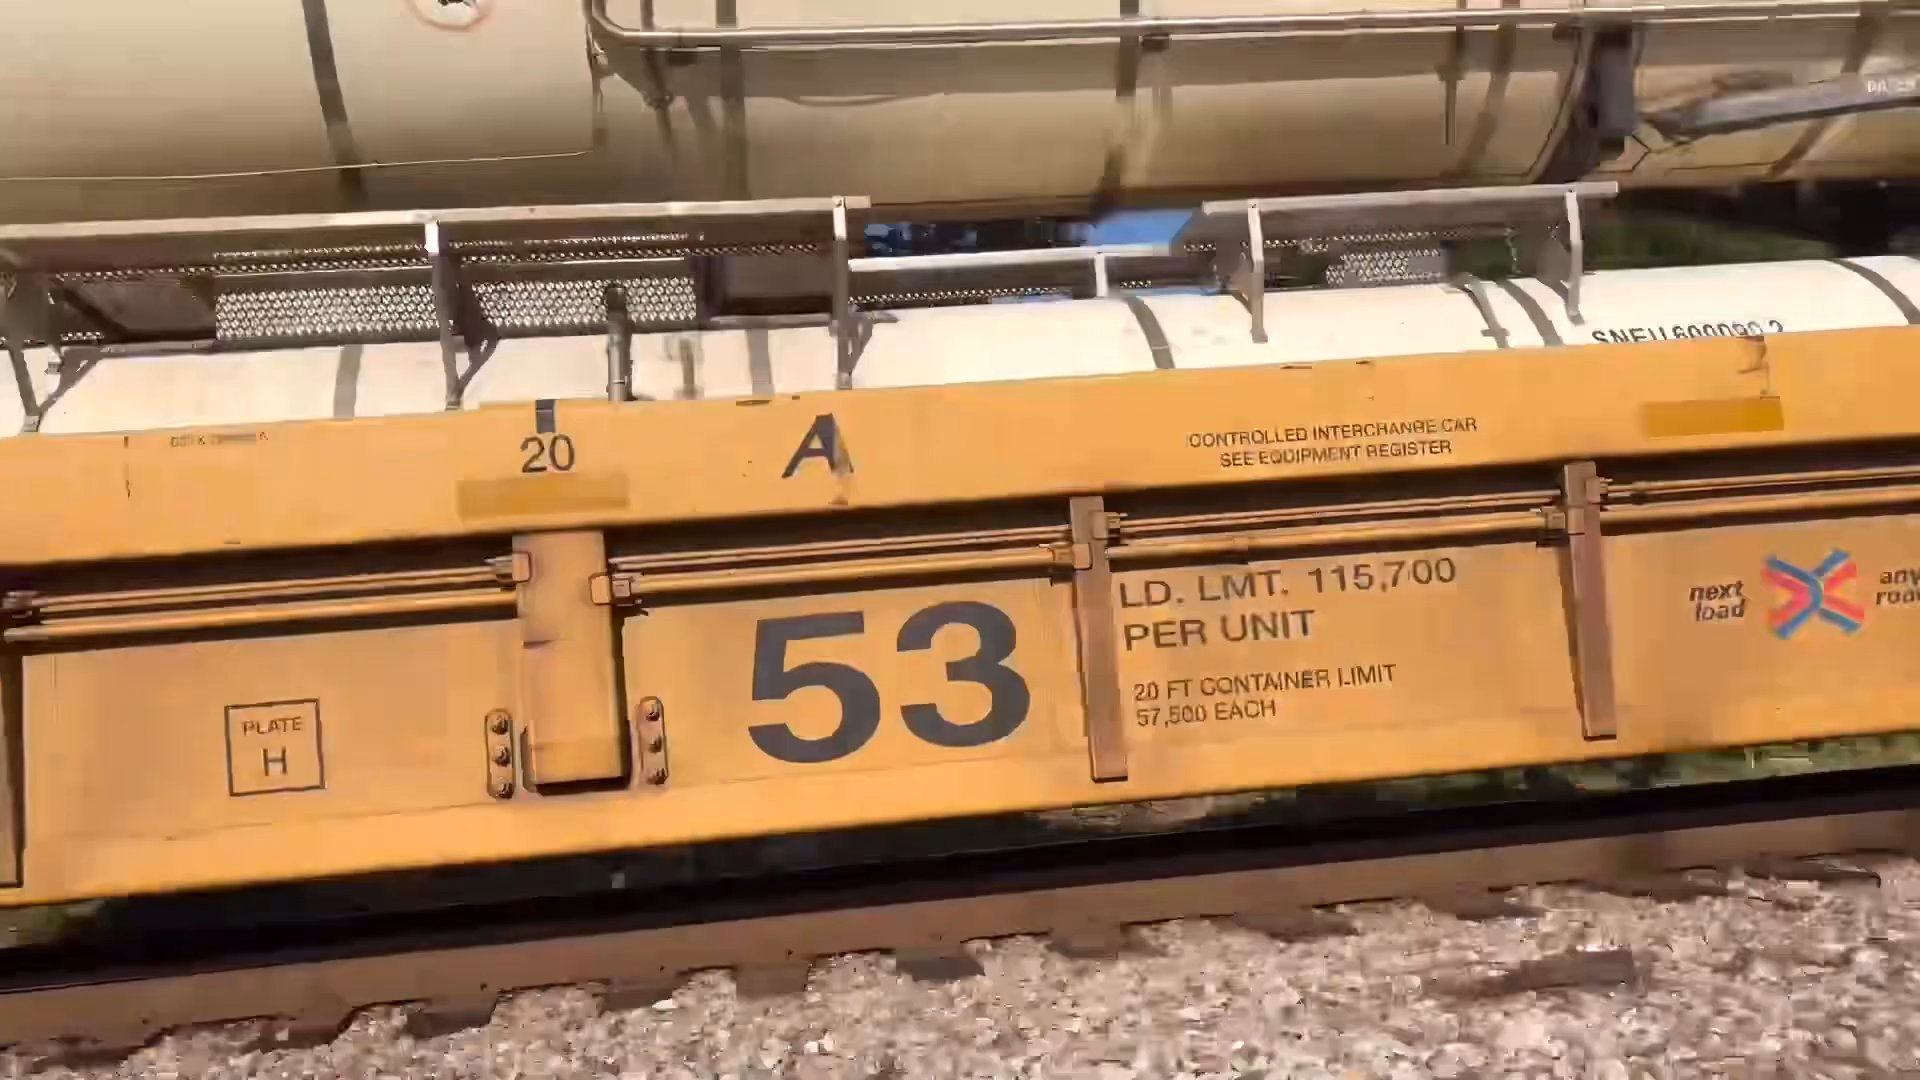 20
A
CONTROLLED INTERCHANGE CAR
SEE EQUIPMENT REGISTER
53
LD. LMT. 115,700
PER UNIT
20 FT CONTAINER LIMIT
57,500 EACH
next
load
any
PLATE
H